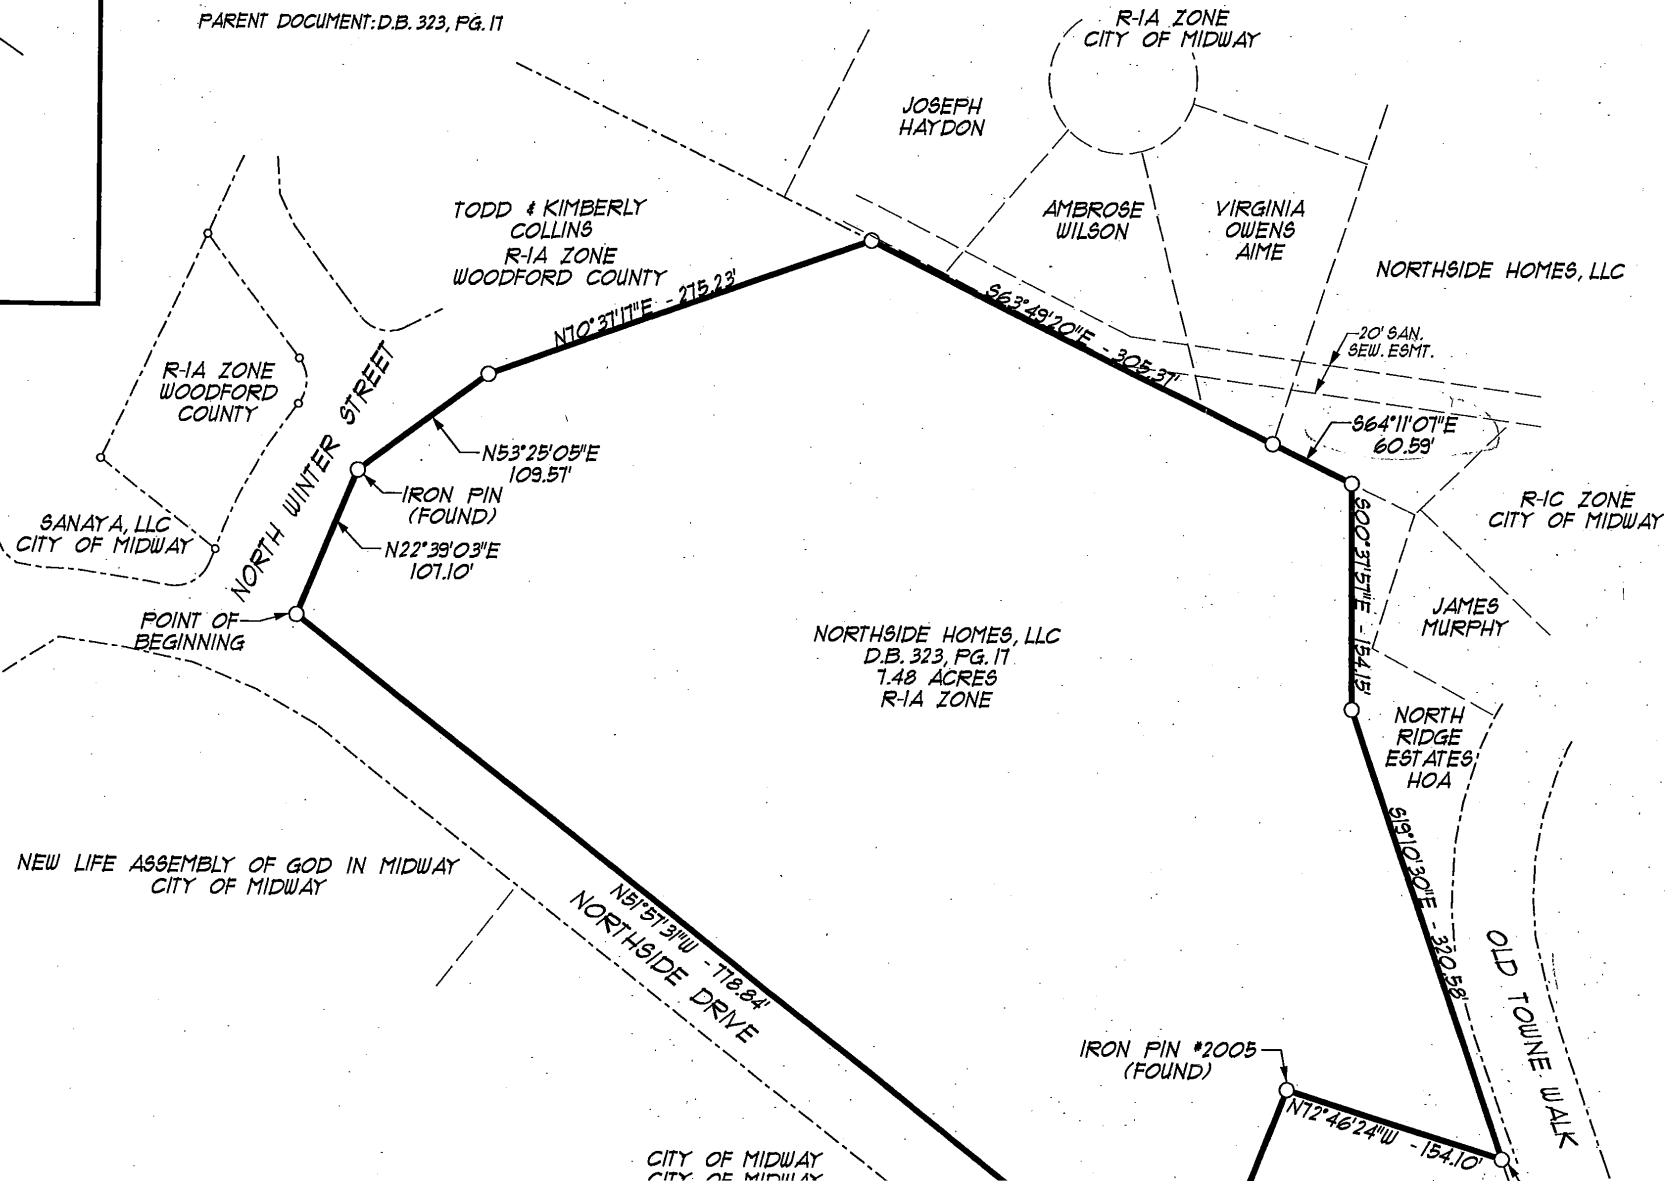 PARENT DOCUMENT: D.B. 323, PG. 17
R-1A ZONE
CITY OF MIDWAY
JOSEPH
HAYDON
TODD & KIMBERLY
COLLINS
R-1A ZONE
WOODFORD COUNTY
AMBROSE
WILSON
VIRGINIA
OWENS
AIME
NORTHSIDE HOMES, LLC
N70°37'17"E - 275.23'
S63°49'20"E - 305.37'
20' SAN.
SEW. ESMT.
R-1A ZONE
WOODFORD
COUNTY
NORTH WINTER STREET
S64°11'07"E
60.59'
N53°25'05"E
109.57'
IRON PIN
(FOUND)
SANAYA, LLC
CITY OF MIDWAY
R-1C ZONE
CITY OF MIDWAY
N22°39'03"E
107.10'
S00°37'57"E - 154.15'
POINT OF
BEGINNING
JAMES
MURPHY
NORTHSIDE HOMES, LLC
D.B. 323, PG. 17
7.48 ACRES
R-1A ZONE
NORTH
RIDGE
ESTATES
HOA
S19°10'30"E - 320.58'
NEW LIFE ASSEMBLY OF GOD IN MIDWAY
CITY OF MIDWAY
N51°57'31"W - 778.84'
NORTHSIDE DRIVE
OLD TOWNE WALK
IRON PIN #2005
(FOUND)
N72°46'24"W - 154.10'
CITY OF MIDWAY
CITY OF MIDWAY